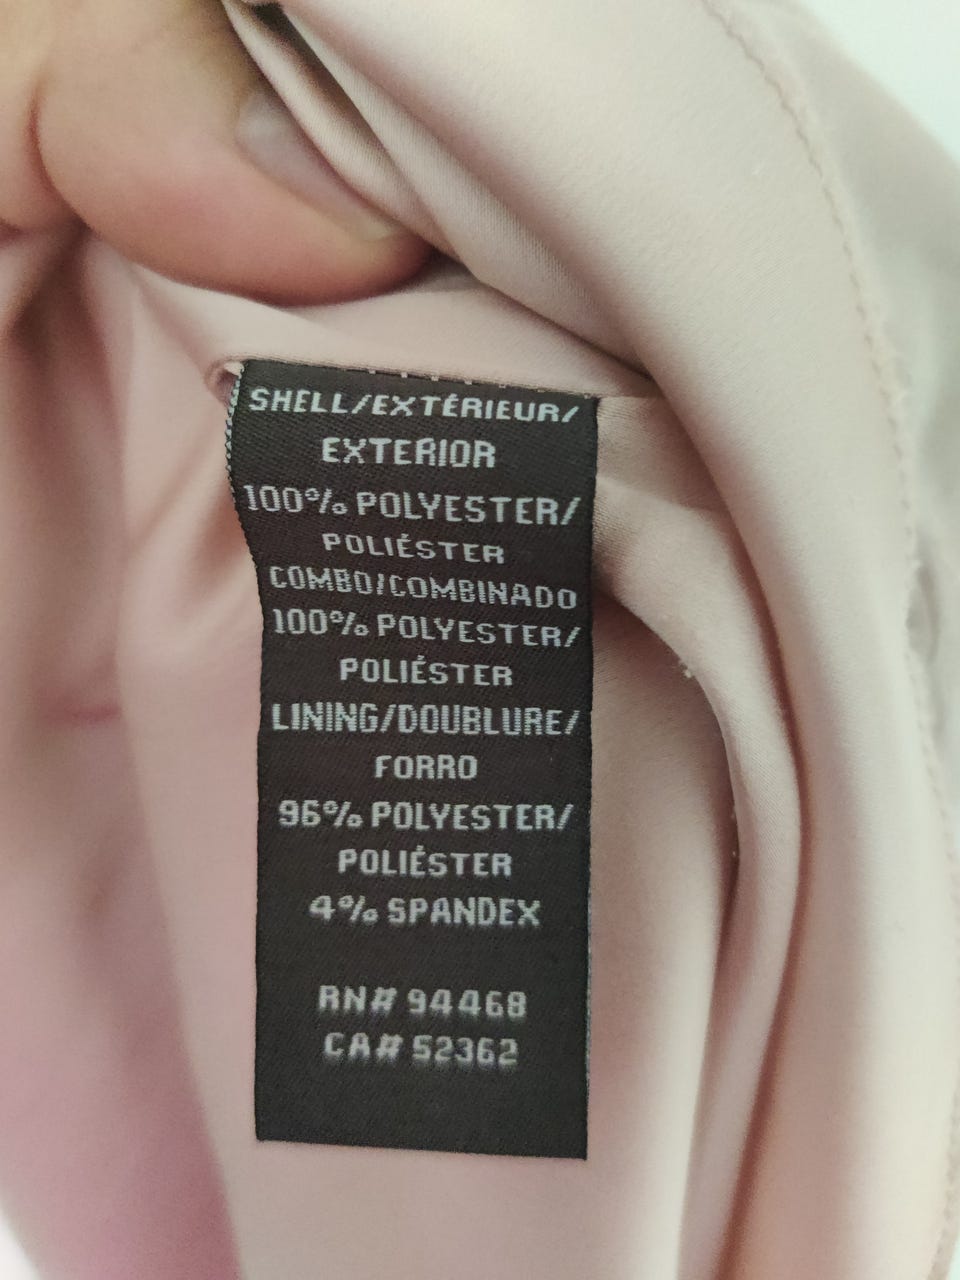 SHELL/EXTÉRIEUR/
EXTERIOR
100% POLYESTER/
POLIÉSTER
COMBO/COMBINADO
100% POLYESTER/
POLIÉSTER
LINING/DOUBLURE/
FORRO
96% POLYESTER/
POLIÉSTER
4% SPANDEX
RN# 94468
CA# 52362